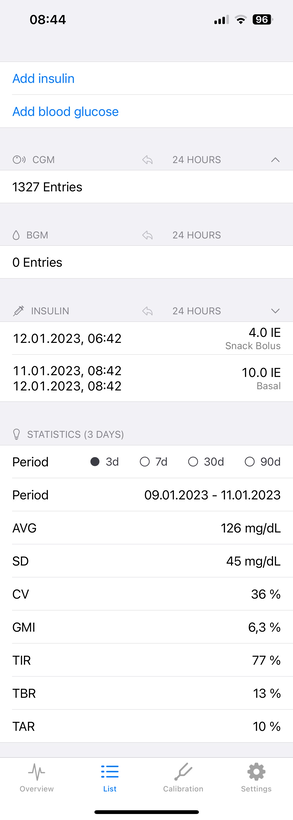 08:44
96
Add insulin
Add blood glucose
CGM 24 HOURS
1327 Entries
BGM 24 HOURS
0 Entries
INSULIN 24 HOURS
12.01.2023, 06:42 4.0 IE
Snack Bolus
11.01.2023, 08:42 10.0 IE
12.01.2023, 08:42 Basal
STATISTICS (3 DAYS)
Period 3d 7d 30d 90d
Period 09.01.2023 - 11.01.2023
AVG 126 mg/dL
SD 45 mg/dL
CV 36 %
GMI 6,3 %
TIR 77 %
TBR 13 %
TAR 10 %
Overview List Calibration Settings